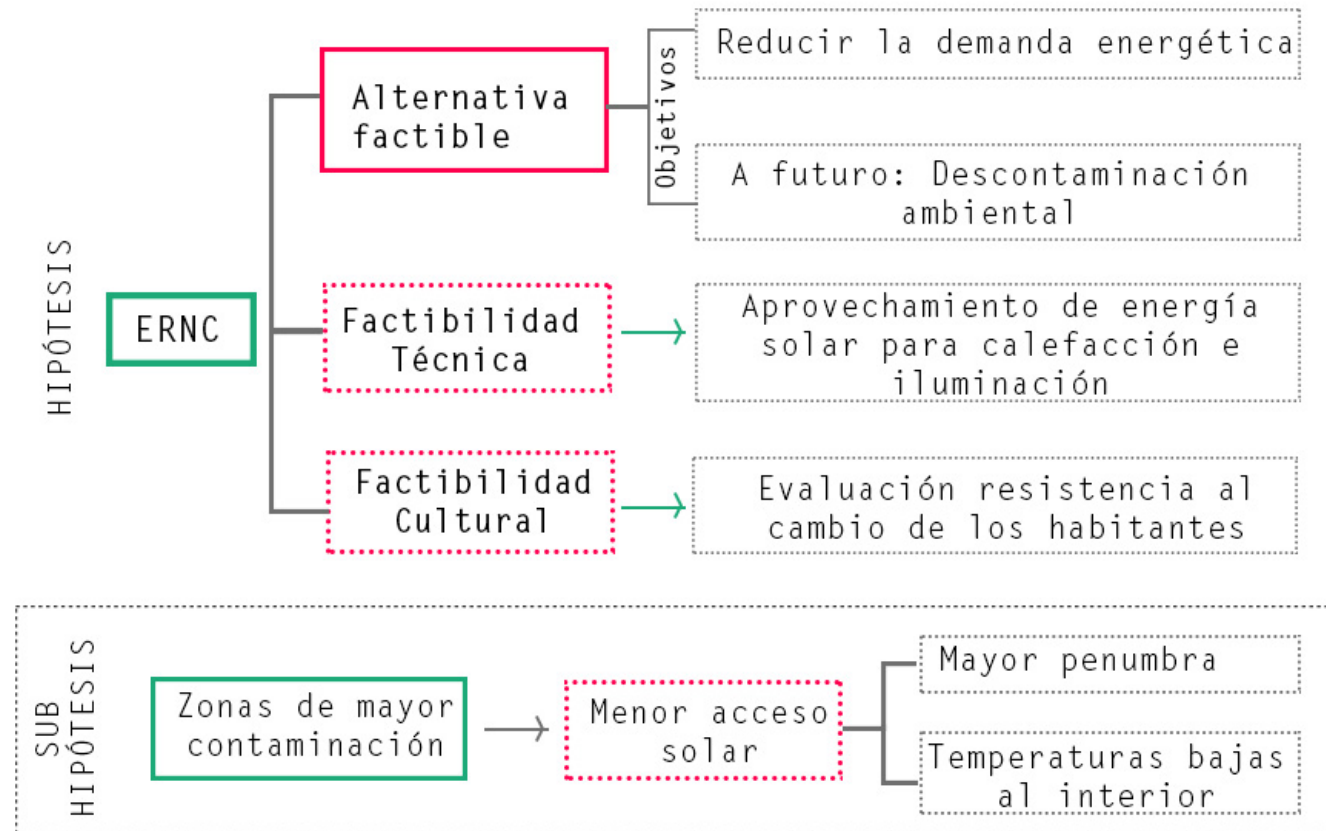 HIPÓTESIS
ERNC
Alternativa
factible
Objetivos
Reducir la demanda energética
A futuro: Descontaminación
ambiental
Factibilidad
Técnica
Aprovechamiento de energía
solar para calefacción e
iluminación
Factibilidad
Cultural
Evaluación resistencia al
cambio de los habitantes
SUB
HIPÓTESIS
Zonas de mayor
contaminación
Menor acceso
solar
Mayor penumbra
Temperaturas bajas
al interior